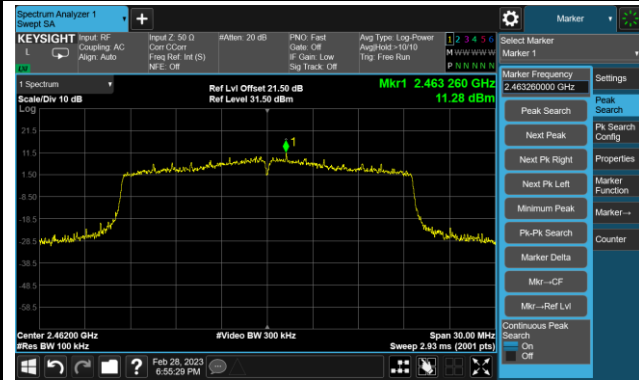 Spectrum Analyzer 1
Swept SA
Marker
KEYSIGHT
L
Input: RF
Coupling: AC
Align: Auto
Input Z: 50 Ω
Corr CCorr
Freq Ref: Int (S)
NFE: Off
#Atten: 20 dB
PNO: Fast
Gate: Off
IF Gain: Low
Sig Track: Off
Avg Type: Log-Power
Avg|Hold:>10/10
Trig: Free Run
1 2 3 4 5 6
M W W W W W
P N N N N N
Select Marker
Marker 1
1 Spectrum
Scale/Div 10 dB
Log
Ref Lvl Offset 21.50 dB
Ref Level 31.50 dBm
Mkr1 2.463 260 GHz
11.28 dBm
1
21.5
11.5
1.50
-8.50
-18.5
-28.5
-38.5
-48.5
-58.5
Center 2.46200 GHz
#Res BW 100 kHz
#Video BW 300 kHz
Span 30.00 MHz
Sweep 2.93 ms (2001 pts)
Marker Frequency
2.463260000 GHz
Peak Search
Next Peak
Next Pk Right
Next Pk Left
Minimum Peak
Pk-Pk Search
Marker Delta
Mkr→CF
Mkr→Ref Lvl
Continuous Peak
Search
On
Off
Settings
Peak
Search
Pk Search
Config
Properties
Marker
Function
Marker→
Counter
?
Feb 28, 2023
6:55:29 PM